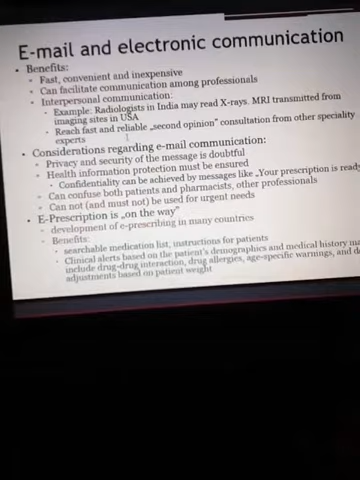 E-mail and electronic communication
• Benefits:
• Fast, convenient and inexpensive
• Can facilitate communication among professionals
• Interpersonal communication:
• Example: Radiologists in India may read X-rays. MRI transmitted from
imaging sites in USA
• Reach fast and reliable „second opinion" consultation from other speciality
experts
• Considerations regarding e-mail communication:
• Privacy and security of the message is doubtful
• Health information protection must be ensured
• Confidentiality can be achieved by messages like „Your prescription is ready
• Can confuse both patients and pharmacists, other professionals
• Can not (and must not) be used for urgent needs
• E-Prescription is „on the way"
• development of e-prescribing in many countries
• Benefits:
• searchable medication list, instructions for patients
• Clinical alerts based on the patient's demographics and medical history
include drug-drug interaction, drug allergies, age-specific warnings, and
adjustments based on patient weight